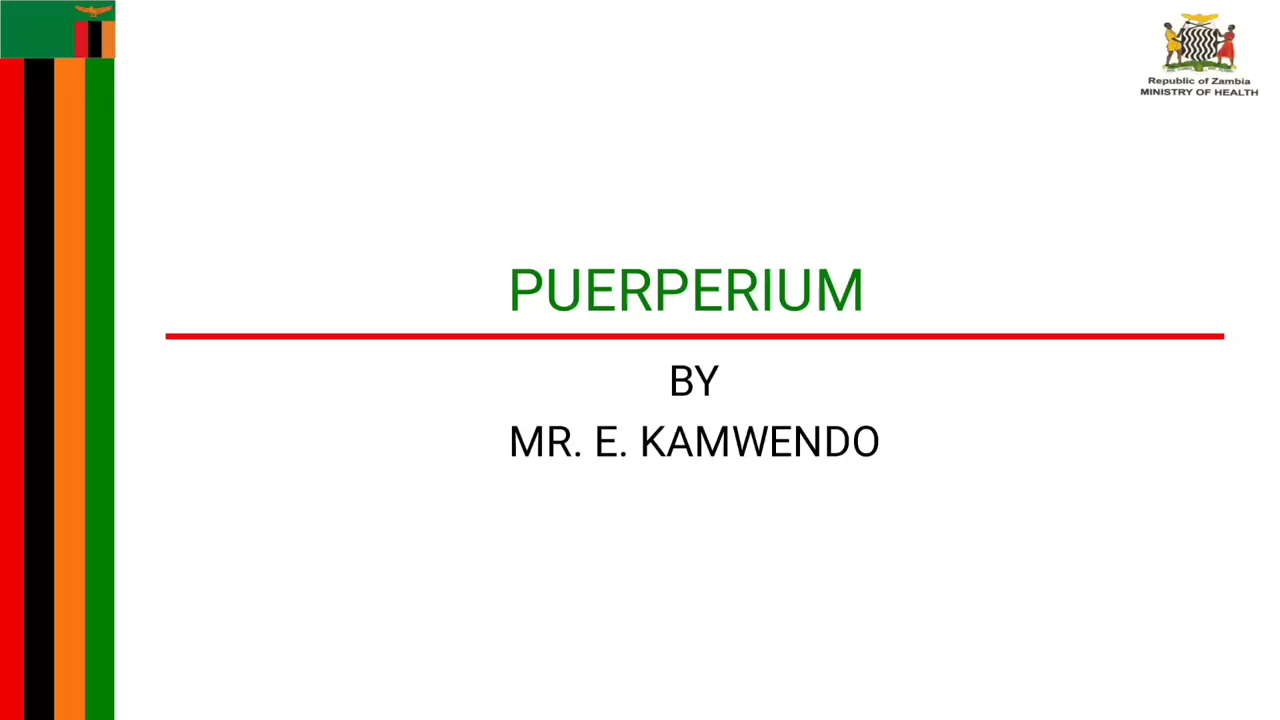 Republic of Zambia
MINISTRY OF HEALTH
PUERPERIUM
BY
MR. E. KAMWENDO